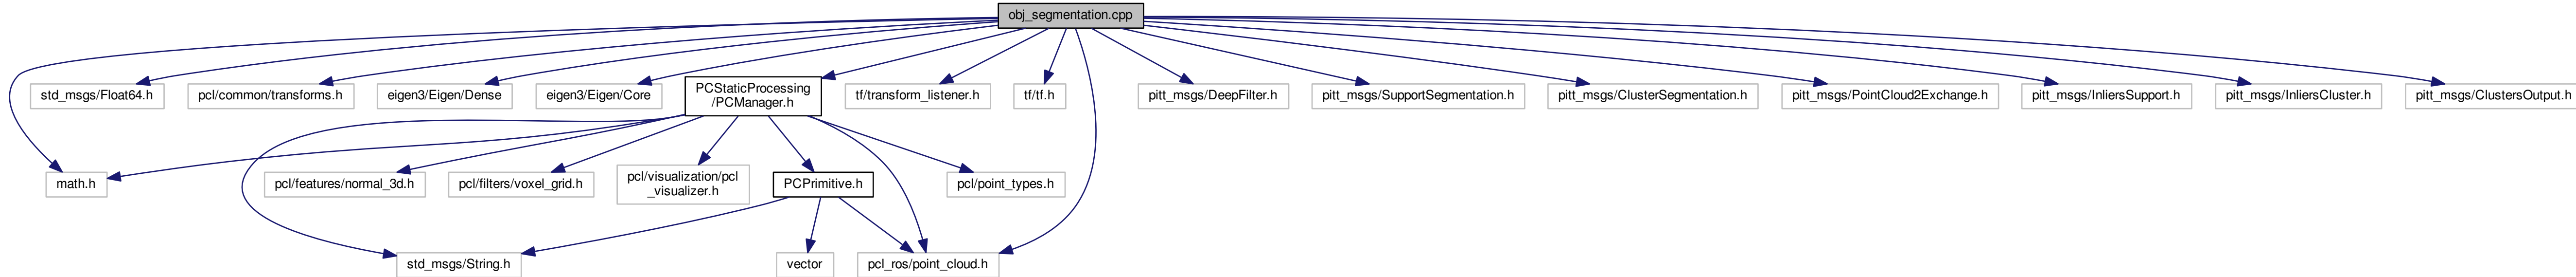 obj_segmentation.cpp
std_msgs/Float64.h
pcl/common/transforms.h
eigen3/Eigen/Dense
eigen3/Eigen/Core
PCStaticProcessing
/PCManager.h
tf/transform_listener.h
tf/tf.h
pitt_msgs/DeepFilter.h
pitt_msgs/SupportSegmentation.h
pitt_msgs/ClusterSegmentation.h
pitt_msgs/PointCloud2Exchange.h
pitt_msgs/InliersSupport.h
pitt_msgs/InliersCluster.h
pitt_msgs/ClustersOutput.h
math.h
pcl/features/normal_3d.h
pcl/filters/voxel_grid.h
pcl/visualization/pcl
_visualizer.h
PCPrimitive.h
pcl/point_types.h
std_msgs/String.h
vector
pcl_ros/point_cloud.h